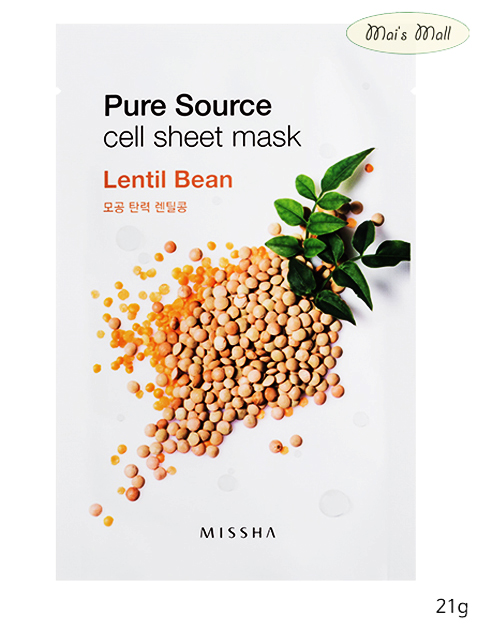 Mai's Mall
Pure Source
cell sheet mask
Lentil Bean
모공 탄력 렌틸콩
MISSHA
21g